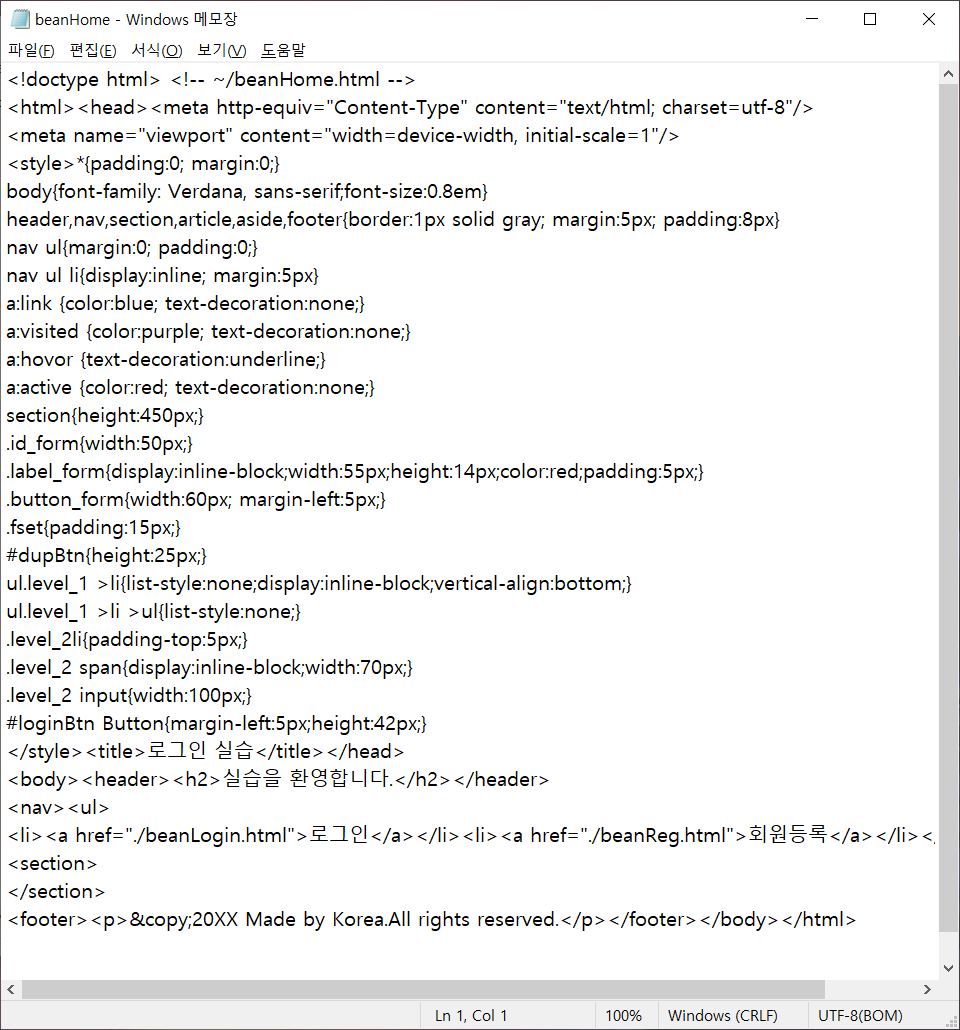 beanHome - Windows 메모장
파일(F) 편집(E) 서식(O) 보기(V) 도움말
<!doctype html> <!-- ~/beanHome.html -->
<html><head><meta http-equiv="Content-Type" content="text/html; charset=utf-8"/>
<meta name="viewport" content="width=device-width, initial-scale=1"/>
<style>*{padding:0; margin:0;}
body{font-family: Verdana, sans-serif;font-size:0.8em}
header,nav,section,article,aside,footer{border:1px solid gray; margin:5px; padding:8px}
nav ul{margin:0; padding:0;}
nav ul li{display:inline; margin:5px}
a:link {color:blue; text-decoration:none;}
a:visited {color:purple; text-decoration:none;}
a:hovor {text-decoration:underline;}
a:active {color:red; text-decoration:none;}
section{height:450px;}
.id_form{width:50px;}
.label_form{display:inline-block;width:55px;height:14px;color:red;padding:5px;}
.button_form{width:60px; margin-left:5px;}
.fset{padding:15px;}
#dupBtn{height:25px;}
ul.level_1 >li{list-style:none;display:inline-block;vertical-align:bottom;}
ul.level_1 >li >ul{list-style:none;}
.level_2li{padding-top:5px;}
.level_2 span{display:inline-block;width:70px;}
.level_2 input{width:100px;}
#loginBtn Button{margin-left:5px;height:42px;}
</style><title>로그인 실습</title></head>
<body><header><h2>실습을 환영합니다.</h2></header>
<nav><ul>
<li><a href="./beanLogin.html">로그인</a></li><li><a href="./beanReg.html">회원등록</a></li><
<section>
</section>
<footer><p>&copy;20XX Made by Korea.All rights reserved.</p></footer></body></html>
Ln 1, Col 1 100% Windows (CRLF) UTF-8(BOM)